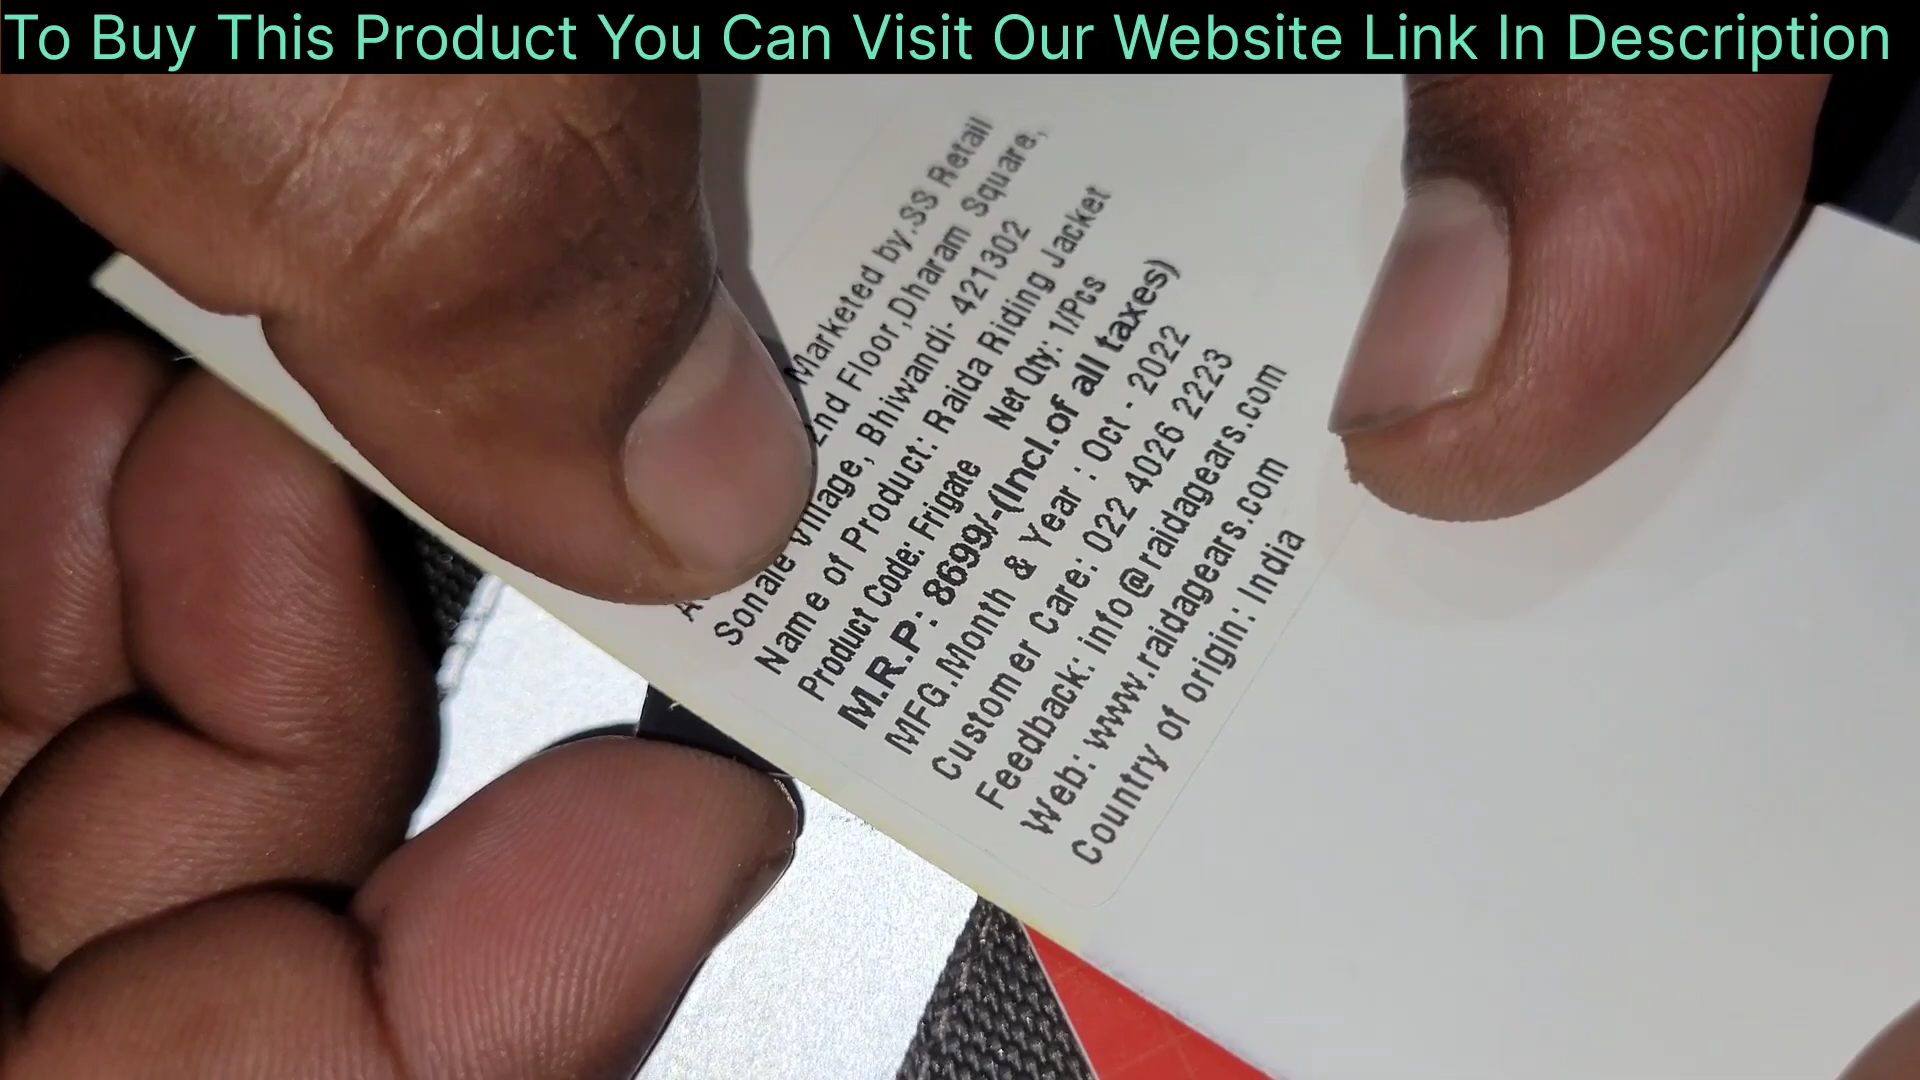 To Buy This Product You Can Visit Our Website Link In Description
Marketed by.SS Retail
2nd Floor,Dharam Square.,
Sonale Village, Bhiwandi- 421302
Name of Product: Raida Riding Jacket
Product Code: Frigate Net Qty: 1/Pcs
M.R.P: 8699/-(Incl.of all taxes)
MFG.Month & Year : Oct - 2022
Customer Care: 022 4026 2223
Feedback: info@raidagears.com
Web: www.raidagears.com
Country of origin: India